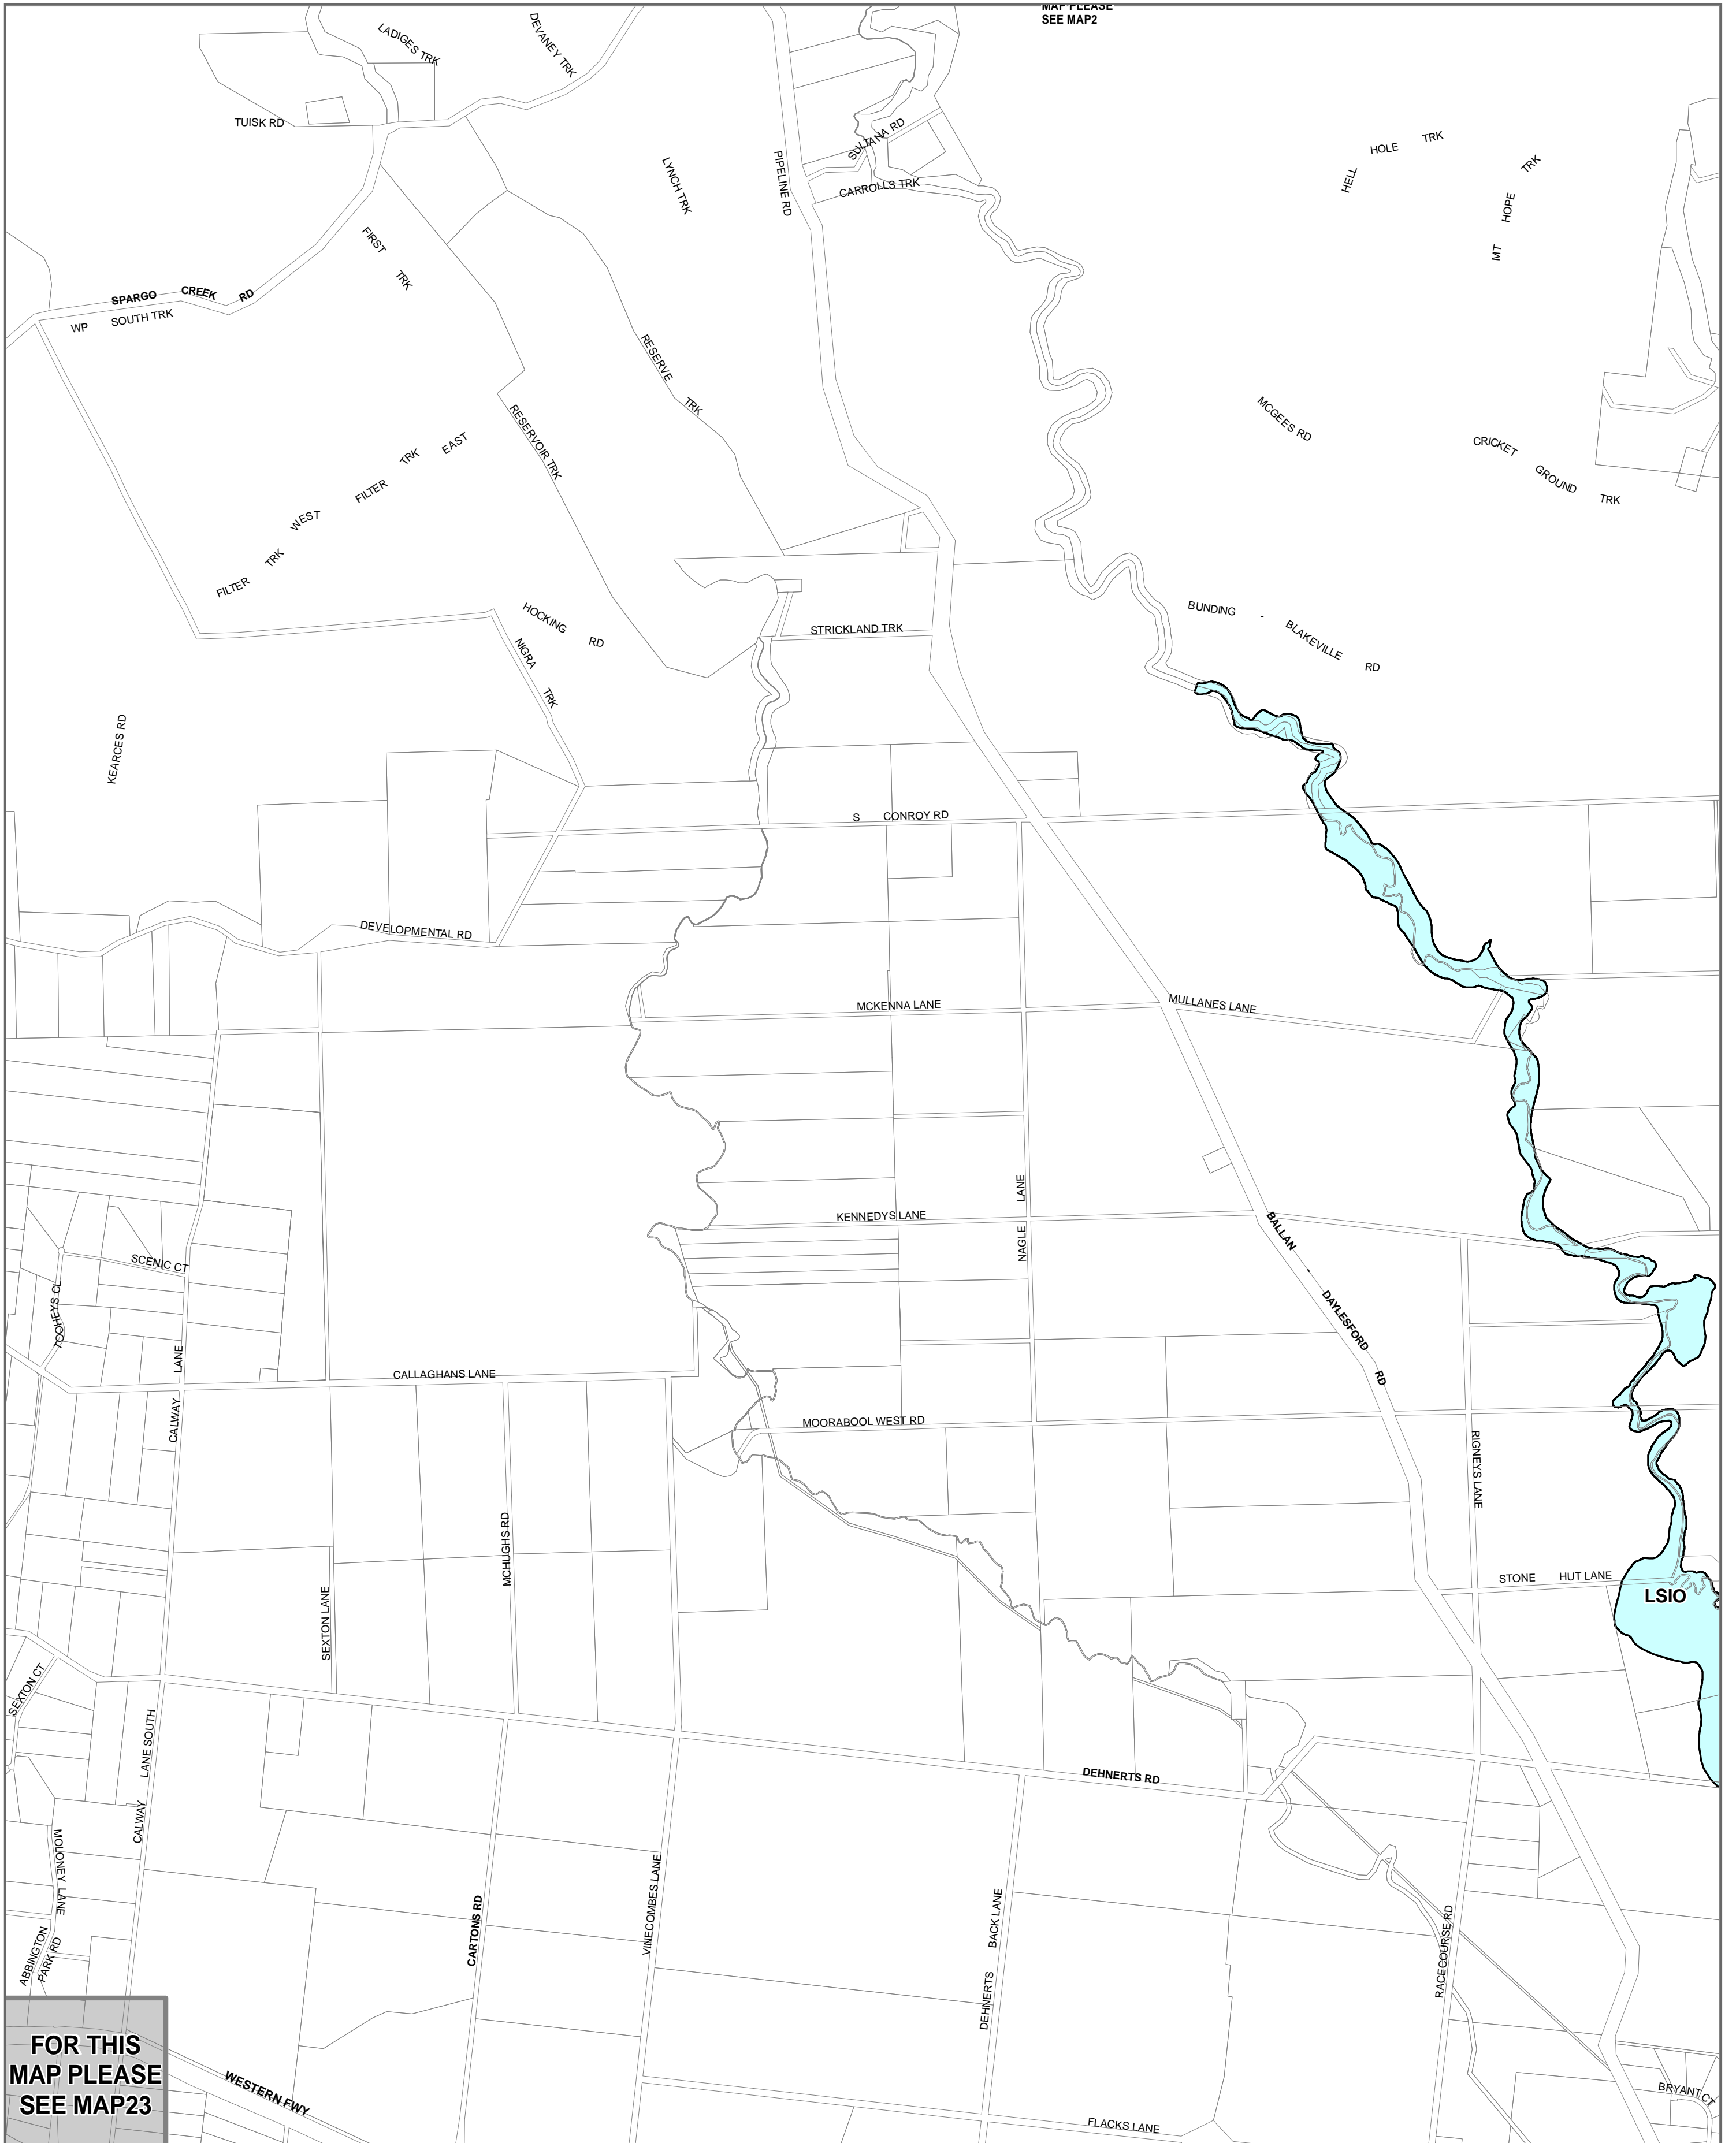 MAP PLEASE
SEE MAP2
LADIGES TRK
DEVANEY TRK
TUISK RD
LYNCH TRK
PIPELINE RD
SULTANA RD
CARROLLS TRK
HELL HOLE TRK
MT HOPE TRK
FIRST TRK
SPARGO CREEK RD
WP SOUTH TRK
RESERVE TRK
RESERVOIR TRK
MCGEES RD
CRICKET GROUND TRK
FILTER TRK EAST
FILTER TRK WEST
HOCKING RD
NIGRA TRK
STRICKLAND TRK
BUNDING - BLAKEVILLE RD
KEARCES RD
S CONROY RD
DEVELOPMENTAL RD
MCKENNA LANE
MULLANES LANE
NAGLE LANE
KENNEDYS LANE
BALLAN - DAYLESFORD RD
SCENIC CT
TOOHEYS CL
CALWAY LANE
CALLAGHANS LANE
MOORABOOL WEST RD
RIGNEYS LANE
MCHUGHS RD
SEXTON LANE
STONE HUT LANE
LSIO
SEXTON CT
CALWAY LANE SOUTH
DEHNERTS RD
MOLONEY LANE
CARTONS RD
VINECOMBES LANE
DEHNERTS BACK LANE
RACECOURSE RD
ABBINGTON PARK RD
FOR THIS
MAP PLEASE
SEE MAP23
WESTERN FWY
FLACKS LANE
BRYANT CT